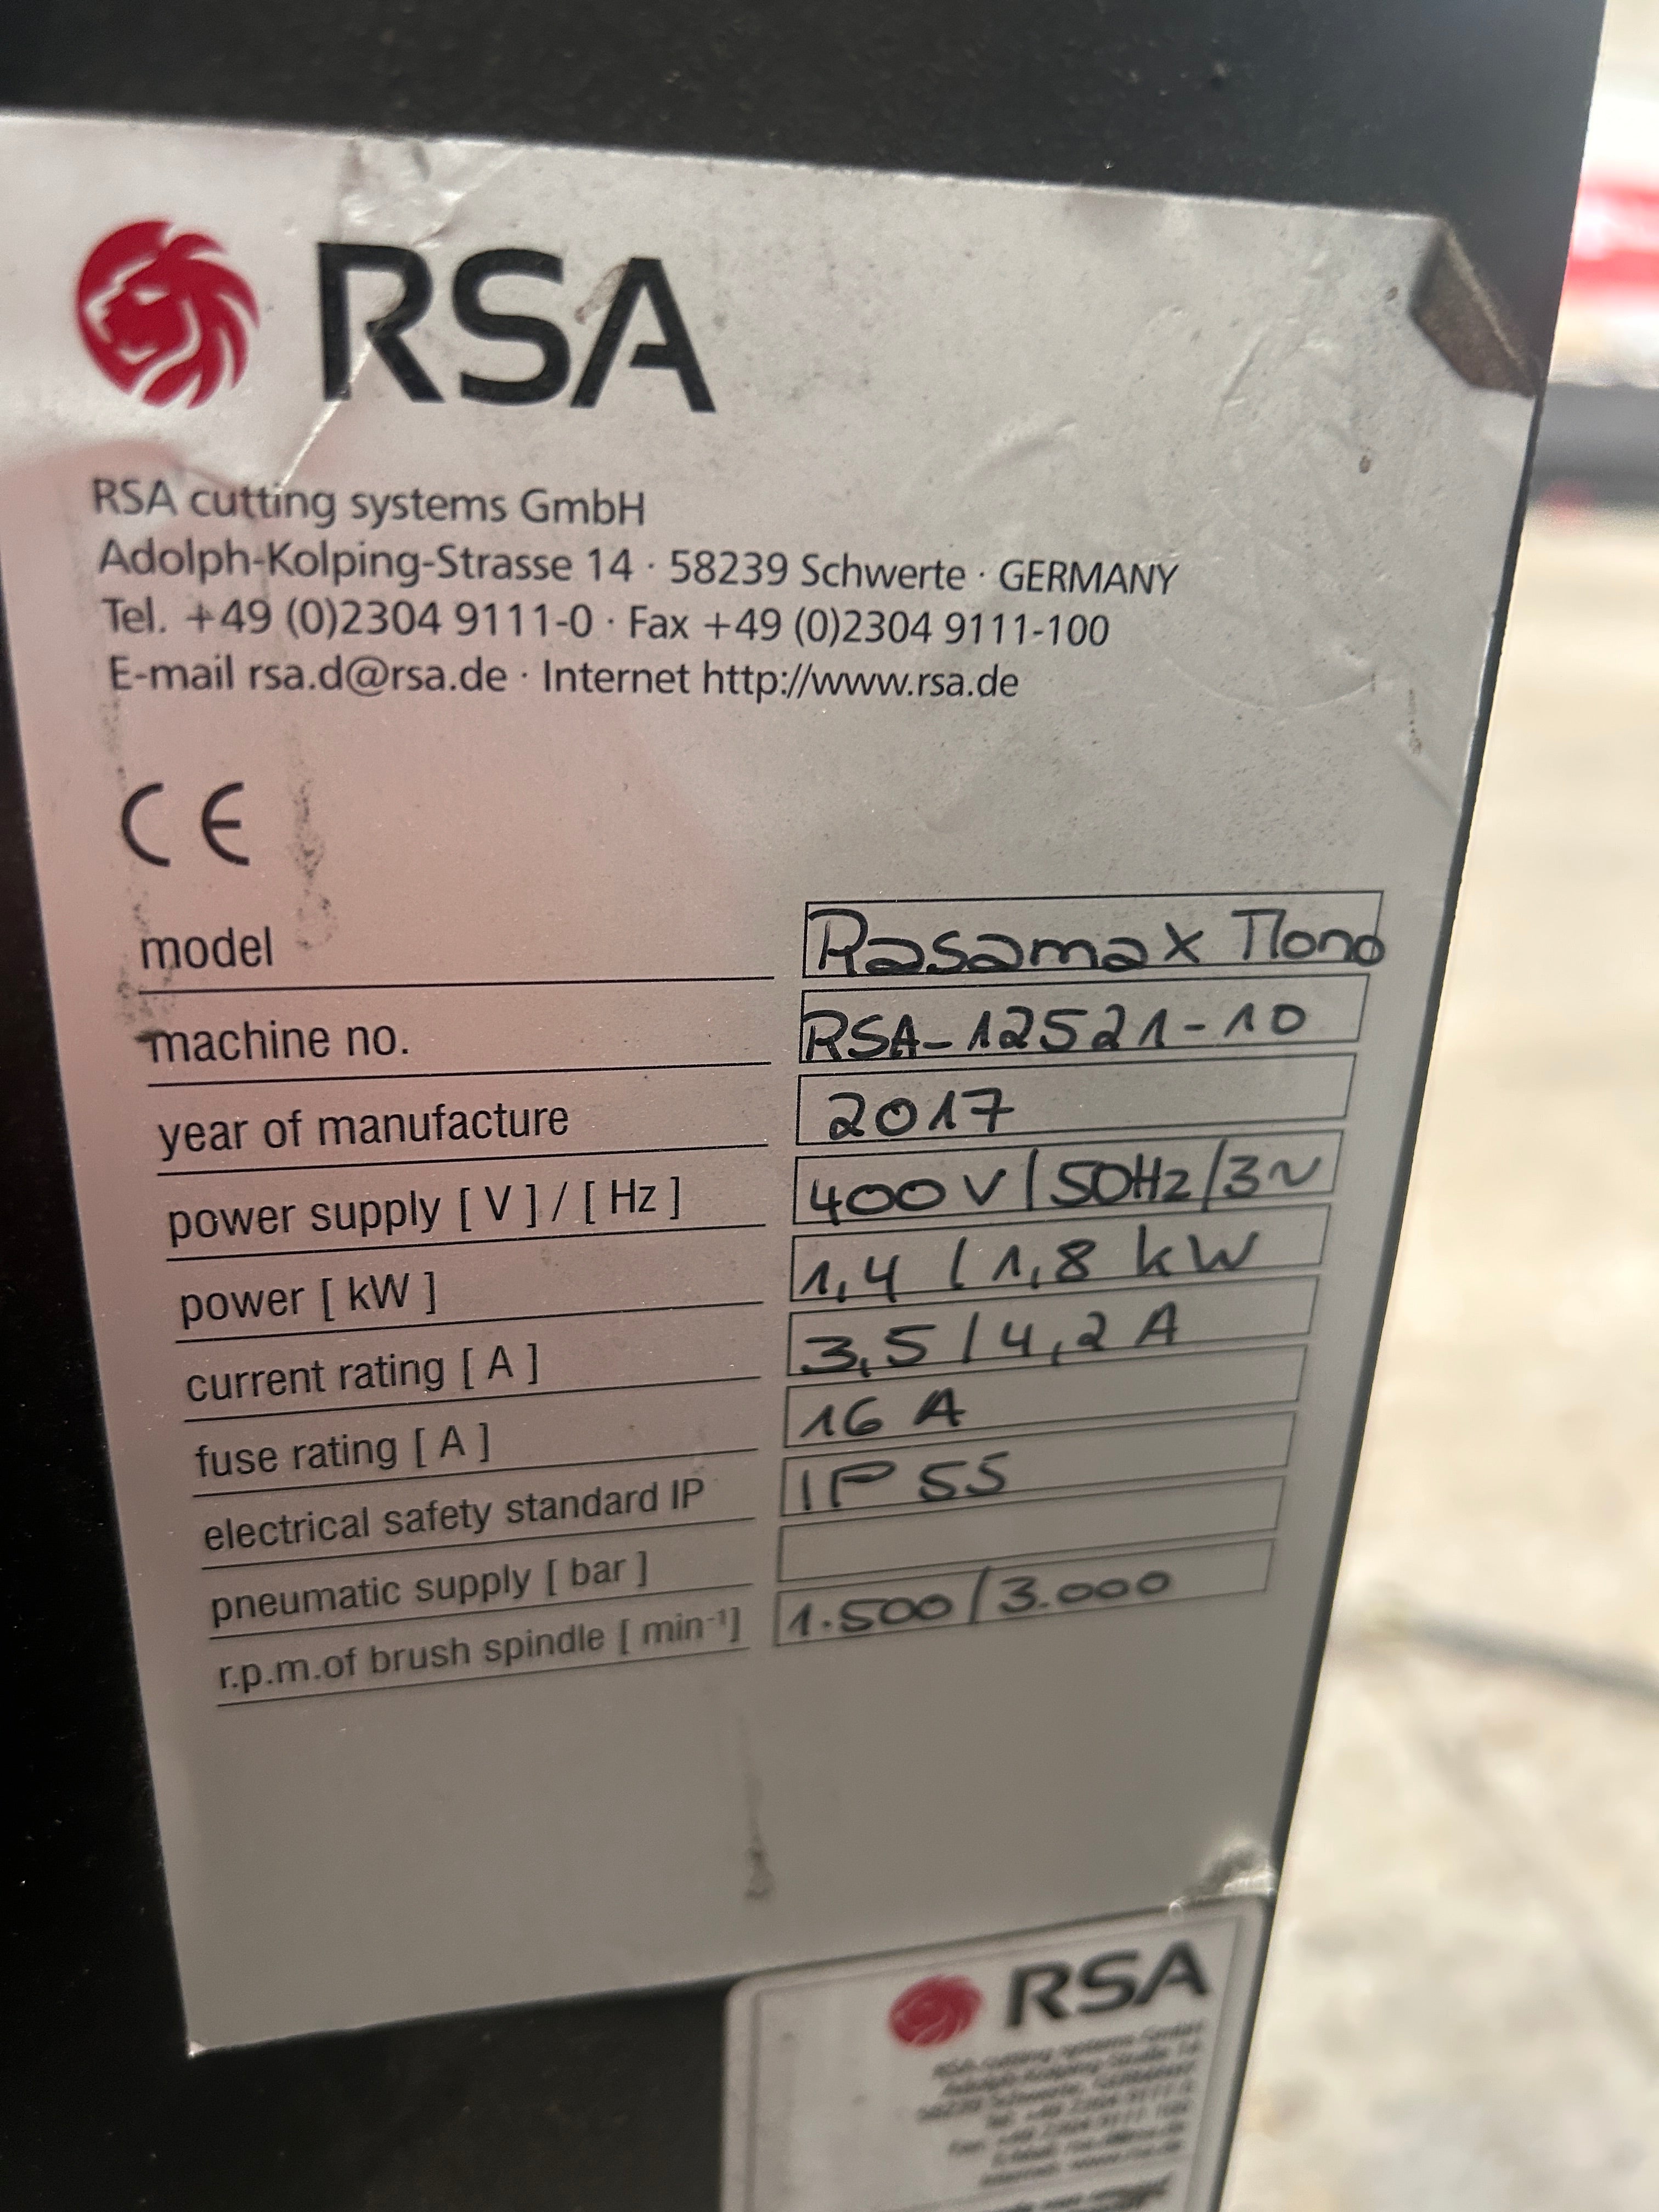 RSA
RSA cutting systems GmbH
Adolph-Kolping-Strasse 14 · 58239 Schwerte · GERMANY
Tel. +49 (0)2304 9111-0 · Fax +49 (0)2304 9111-100
E-mail rsa.d@rsa.de · Internet http://www.rsa.de
CE
model Rasamax Mono
machine no. RSA-12521-10
year of manufacture 2017
power supply [ V ] / [ Hz ] 400 V / 50Hz / 3~
power [ kW ] 1,4 / 1,8 kW
current rating [ A ] 3,5 / 4,2 A
fuse rating [ A ] 16 A
electrical safety standard IP IP 55
pneumatic supply [ bar ]
r.p.m.of brush spindle [ min⁻¹] 1.500 / 3.000
RSA
RSA cutting systems GmbH